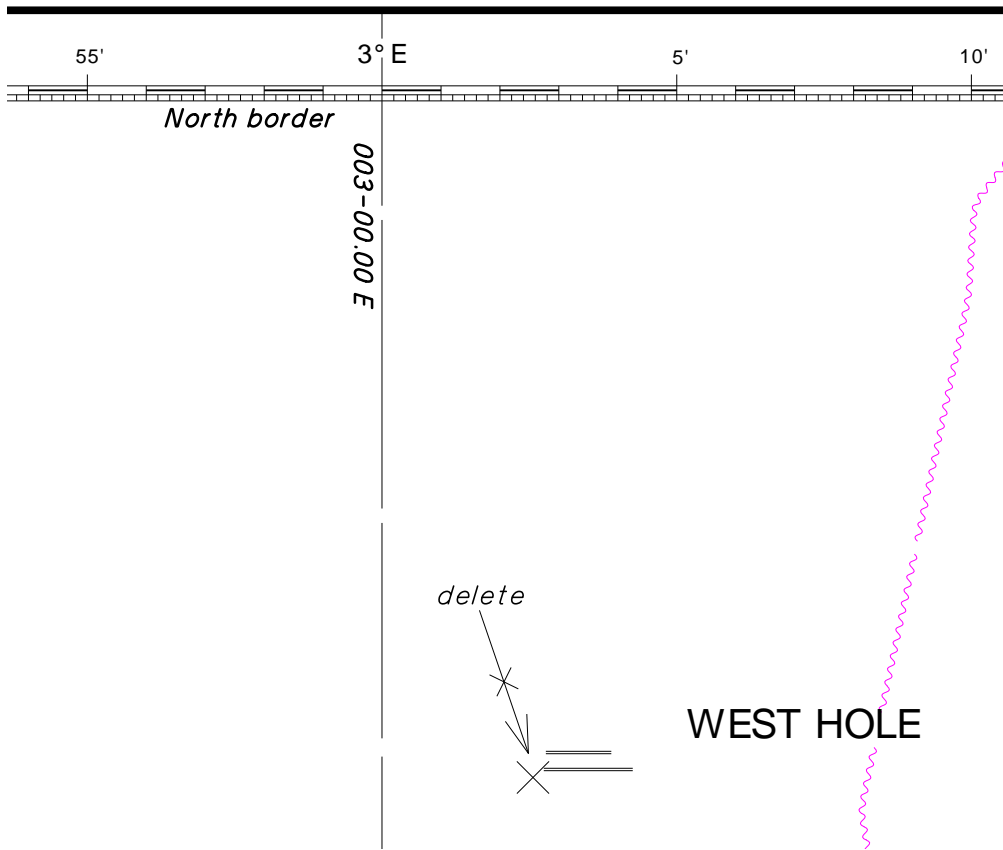 55' 3° E 5' 10'
North border
003-00.00 E
delete
WEST HOLE